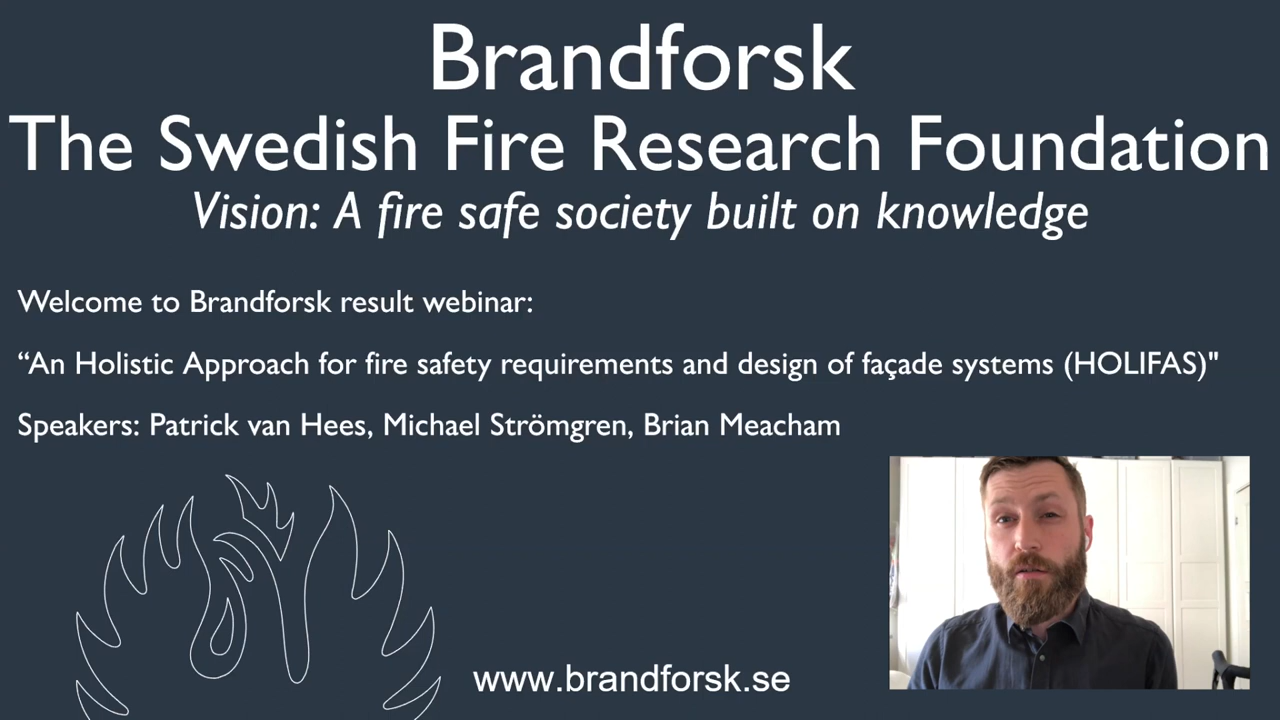 Brandforsk
The Swedish Fire Research Foundation
Vision: A fire safe society built on knowledge
Welcome to Brandforsk result webinar:
“An Holistic Approach for fire safety requirements and design of façade systems (HOLIFAS)"
Speakers: Patrick van Hees, Michael Strömgren, Brian Meacham
www.brandforsk.se